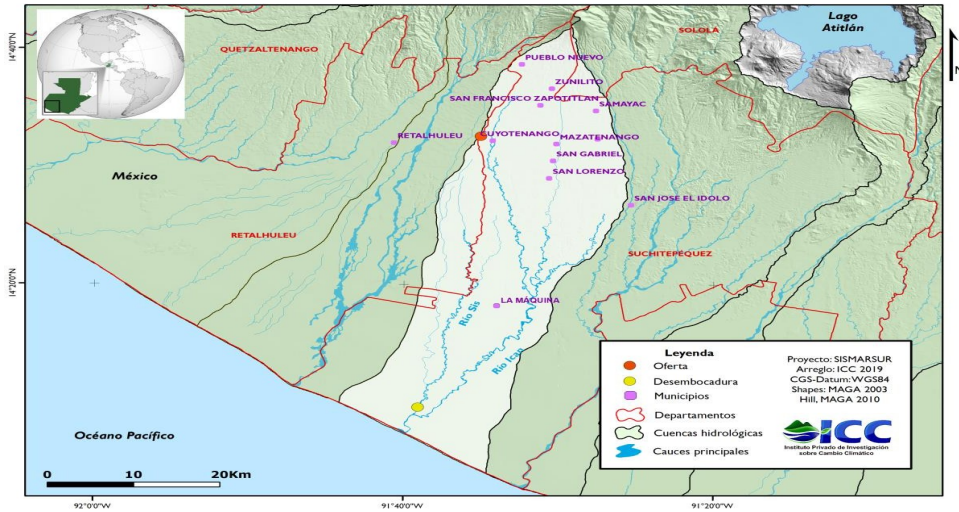 Lago
Atitlán
N
14°40'0"N
QUETZALTENANGO
SOLOLA
PUEBLO NUEVO
ZUNILITO
SAN FRANCISCO ZAPOTITLAN
SAMAYAC
RETALHULEU
CUYOTENANGO
MAZATENANGO
SAN GABRIEL
SAN LORENZO
México
SAN JOSE EL IDOLO
RETALHULEU
SUCHITEPEQUEZ
14°20'0"N
LA MÁQUINA
Río Sis
Río Ican
Leyenda
Oferta
Desembocadura
Municipios
Departamentos
Cuencas hidrológicas
Cauces principales
Proyecto: SISMARSUR
Arreglo: ICC 2019
CGS-Datum: WGS84
Shapes: MAGA 2003
Hill, MAGA 2010
ICC
Instituto Privado de Investigación
sobre Cambio Climático
Océano Pacífico
0 10 20Km
92°0'0"W 91°40'0"W 91°20'0"W